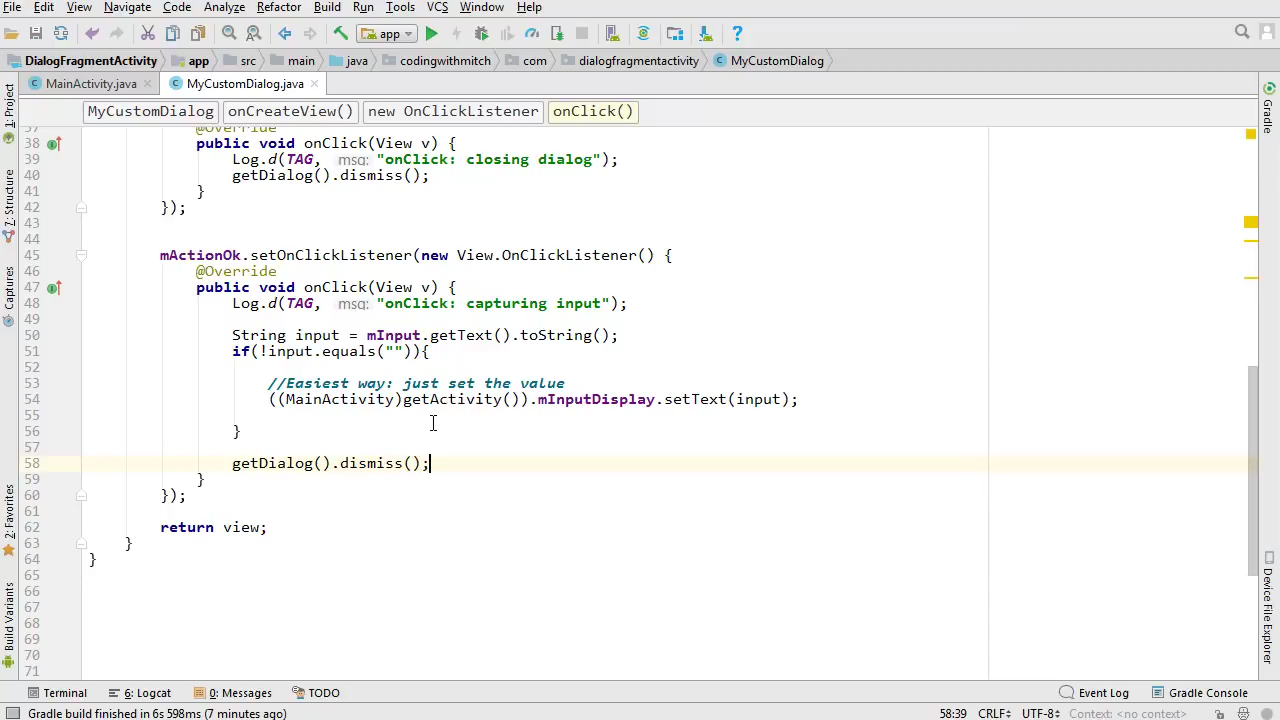 File Edit View Navigate Code Analyze Refactor Build Run Tools VCS Window Help
app
DialogFragmentActivity app src main java codingwithmitch com dialogfragmentactivity MyCustomDialog
MainActivity.java MyCustomDialog.java
MyCustomDialog onCreateView() new OnClickListener onClick()
37 @Override
38 public void onClick(View v) {
39 Log.d(TAG, msg: "onClick: closing dialog");
40 getDialog().dismiss();
41 }
42 });
43
44
45 mActionOk.setOnClickListener(new View.OnClickListener() {
46 @Override
47 public void onClick(View v) {
48 Log.d(TAG, msg: "onClick: capturing input");
49
50 String input = mInput.getText().toString();
51 if(!input.equals("")){
52
53 //Easiest way: just set the value
54 ((MainActivity)getActivity()).mInputDisplay.setText(input);
55
56 }
57
58 getDialog().dismiss();
59 }
60 });
61
62 return view;
63 }
64 }
65
66
67
68
69
70
71
1: Project
7: Structure
Captures
2: Favorites
Build Variants
Gradle
Device File Explorer
Terminal 6: Logcat 0: Messages TODO Event Log Gradle Console
Gradle build finished in 6s 598ms (7 minutes ago) 58:39 CRLF UTF-8 Context: <no context>